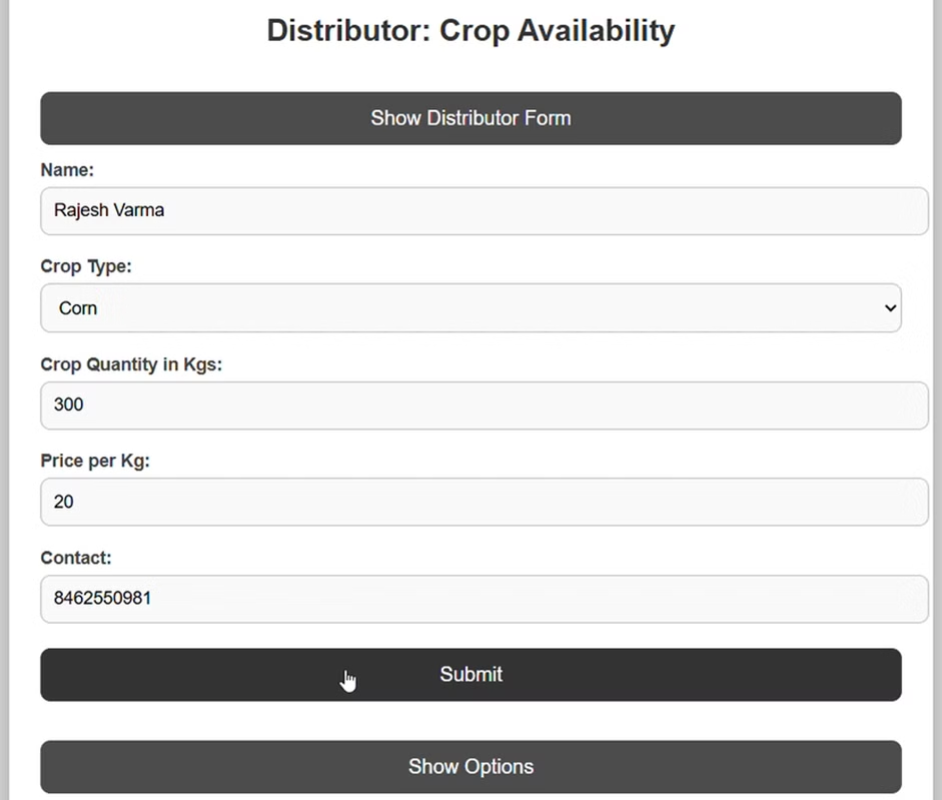 Distributor: Crop Availability
Show Distributor Form
Name:
Rajesh Varma
Crop Type:
Corn
Crop Quantity in Kgs:
300
Price per Kg:
20
Contact:
8462550981
Submit
Show Options